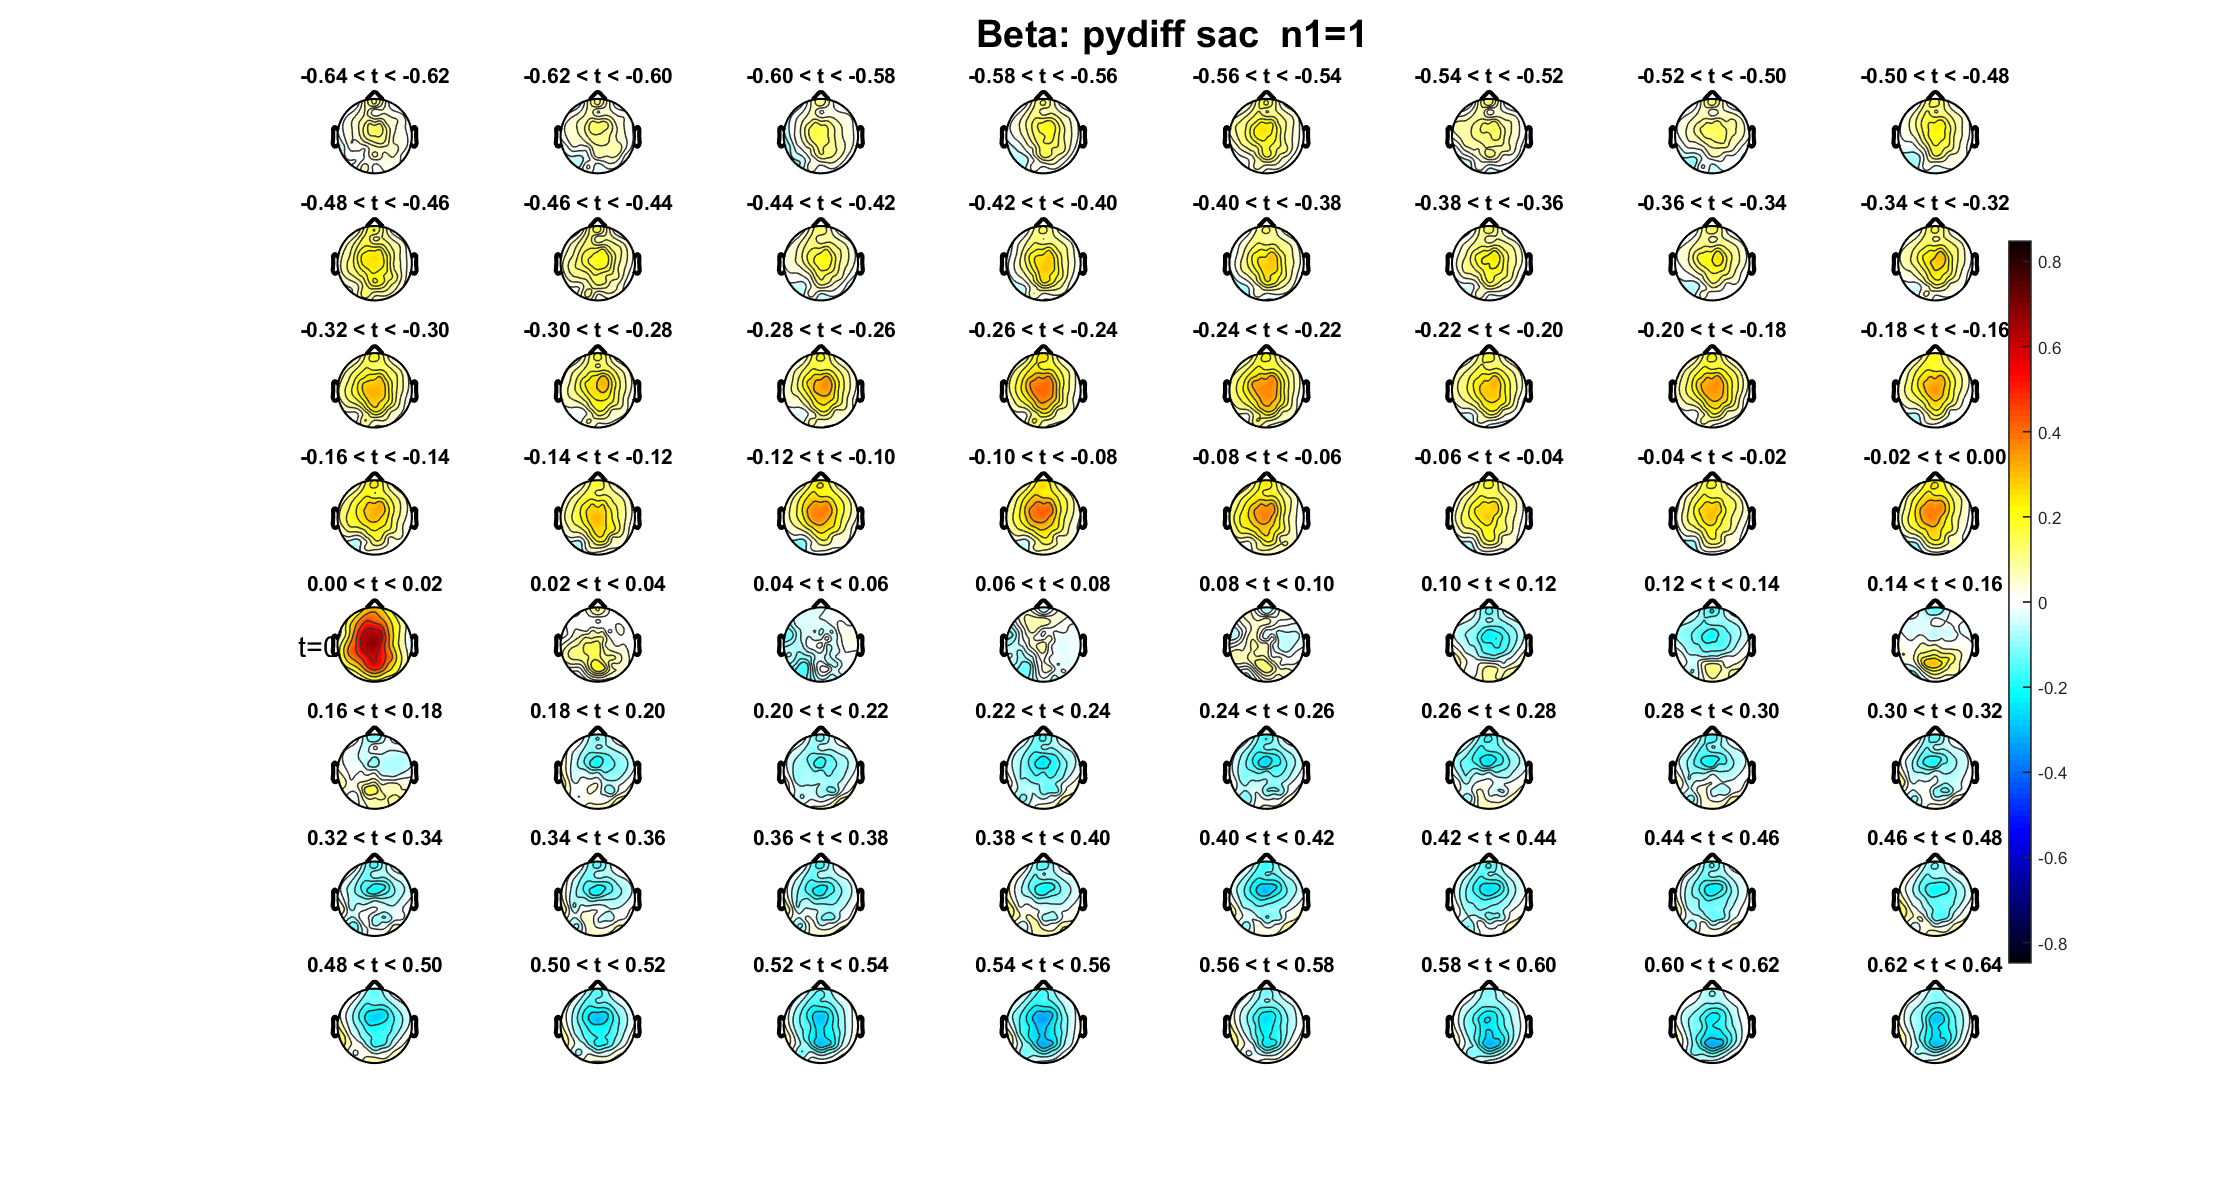 Beta: pydiff sac  n1=1
-0.64 < t < -0.62 -0.62 < t < -0.60 -0.60 < t < -0.58 -0.58 < t < -0.56 -0.56 < t < -0.54 -0.54 < t < -0.52 -0.52 < t < -0.50 -0.50 < t < -0.48
-0.48 < t < -0.46 -0.46 < t < -0.44 -0.44 < t < -0.42 -0.42 < t < -0.40 -0.40 < t < -0.38 -0.38 < t < -0.36 -0.36 < t < -0.34 -0.34 < t < -0.32
0.8
-0.32 < t < -0.30 -0.30 < t < -0.28 -0.28 < t < -0.26 -0.26 < t < -0.24 -0.24 < t < -0.22 -0.22 < t < -0.20 -0.20 < t < -0.18 -0.18 < t < -0.16
0.6
0.4
-0.16 < t < -0.14 -0.14 < t < -0.12 -0.12 < t < -0.10 -0.10 < t < -0.08 -0.08 < t < -0.06 -0.06 < t < -0.04 -0.04 < t < -0.02 -0.02 < t < 0.00
0.2
0.00 < t < 0.02 0.02 < t < 0.04 0.04 < t < 0.06 0.06 < t < 0.08 0.08 < t < 0.10 0.10 < t < 0.12 0.12 < t < 0.14 0.14 < t < 0.16
0
t=0
-0.2
0.16 < t < 0.18 0.18 < t < 0.20 0.20 < t < 0.22 0.22 < t < 0.24 0.24 < t < 0.26 0.26 < t < 0.28 0.28 < t < 0.30 0.30 < t < 0.32
-0.4
0.32 < t < 0.34 0.34 < t < 0.36 0.36 < t < 0.38 0.38 < t < 0.40 0.40 < t < 0.42 0.42 < t < 0.44 0.44 < t < 0.46 0.46 < t < 0.48
-0.6
-0.8
0.48 < t < 0.50 0.50 < t < 0.52 0.52 < t < 0.54 0.54 < t < 0.56 0.56 < t < 0.58 0.58 < t < 0.60 0.60 < t < 0.62 0.62 < t < 0.64